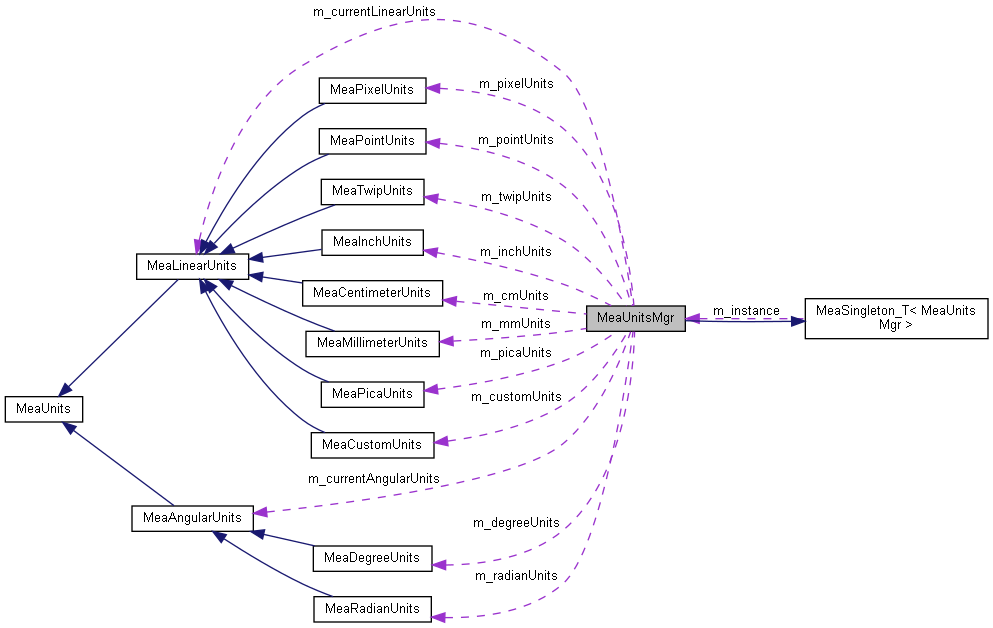 m_currentLinearUnits
MeaPixelUnits
m_pixelUnits
MeaPointUnits
m_pointUnits
MeaTwipUnits
m_twipUnits
MeaInchUnits
m_inchUnits
MeaLinearUnits
MeaCentimeterUnits
m_cmUnits
MeaUnitsMgr
m_instance
MeaSingleton_T< MeaUnits
Mgr >
MeaMillimeterUnits
m_mmUnits
m_picaUnits
MeaPicaUnits
m_customUnits
MeaUnits
MeaCustomUnits
m_currentAngularUnits
MeaAngularUnits
m_degreeUnits
MeaDegreeUnits
m_radianUnits
MeaRadianUnits